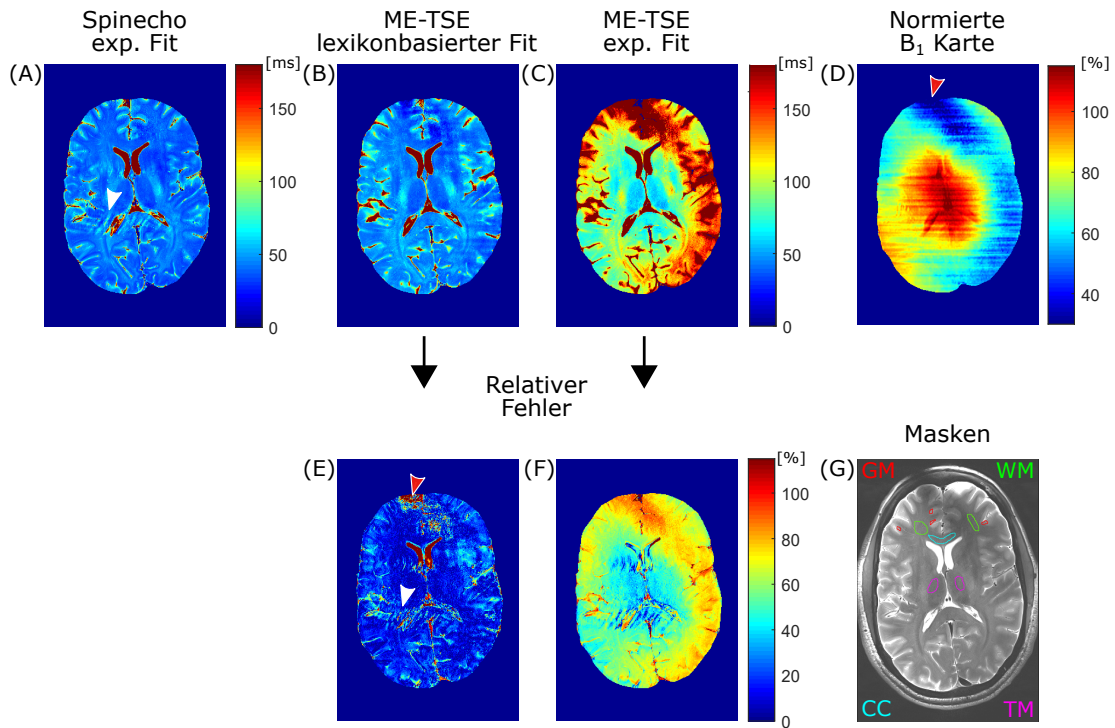 Spinecho
exp. Fit
ME-TSE
lexikonbasierter Fit
ME-TSE
exp. Fit
Normierte
B₁ Karte
(A)
[ms]
150
100
50
0
(B)
(C)
[ms]
150
100
50
0
(D)
[%]
100
80
60
40
Relativer
Fehler
Masken
(E)
(F)
[%]
100
80
60
40
20
0
(G)
GM
WM
CC
TM